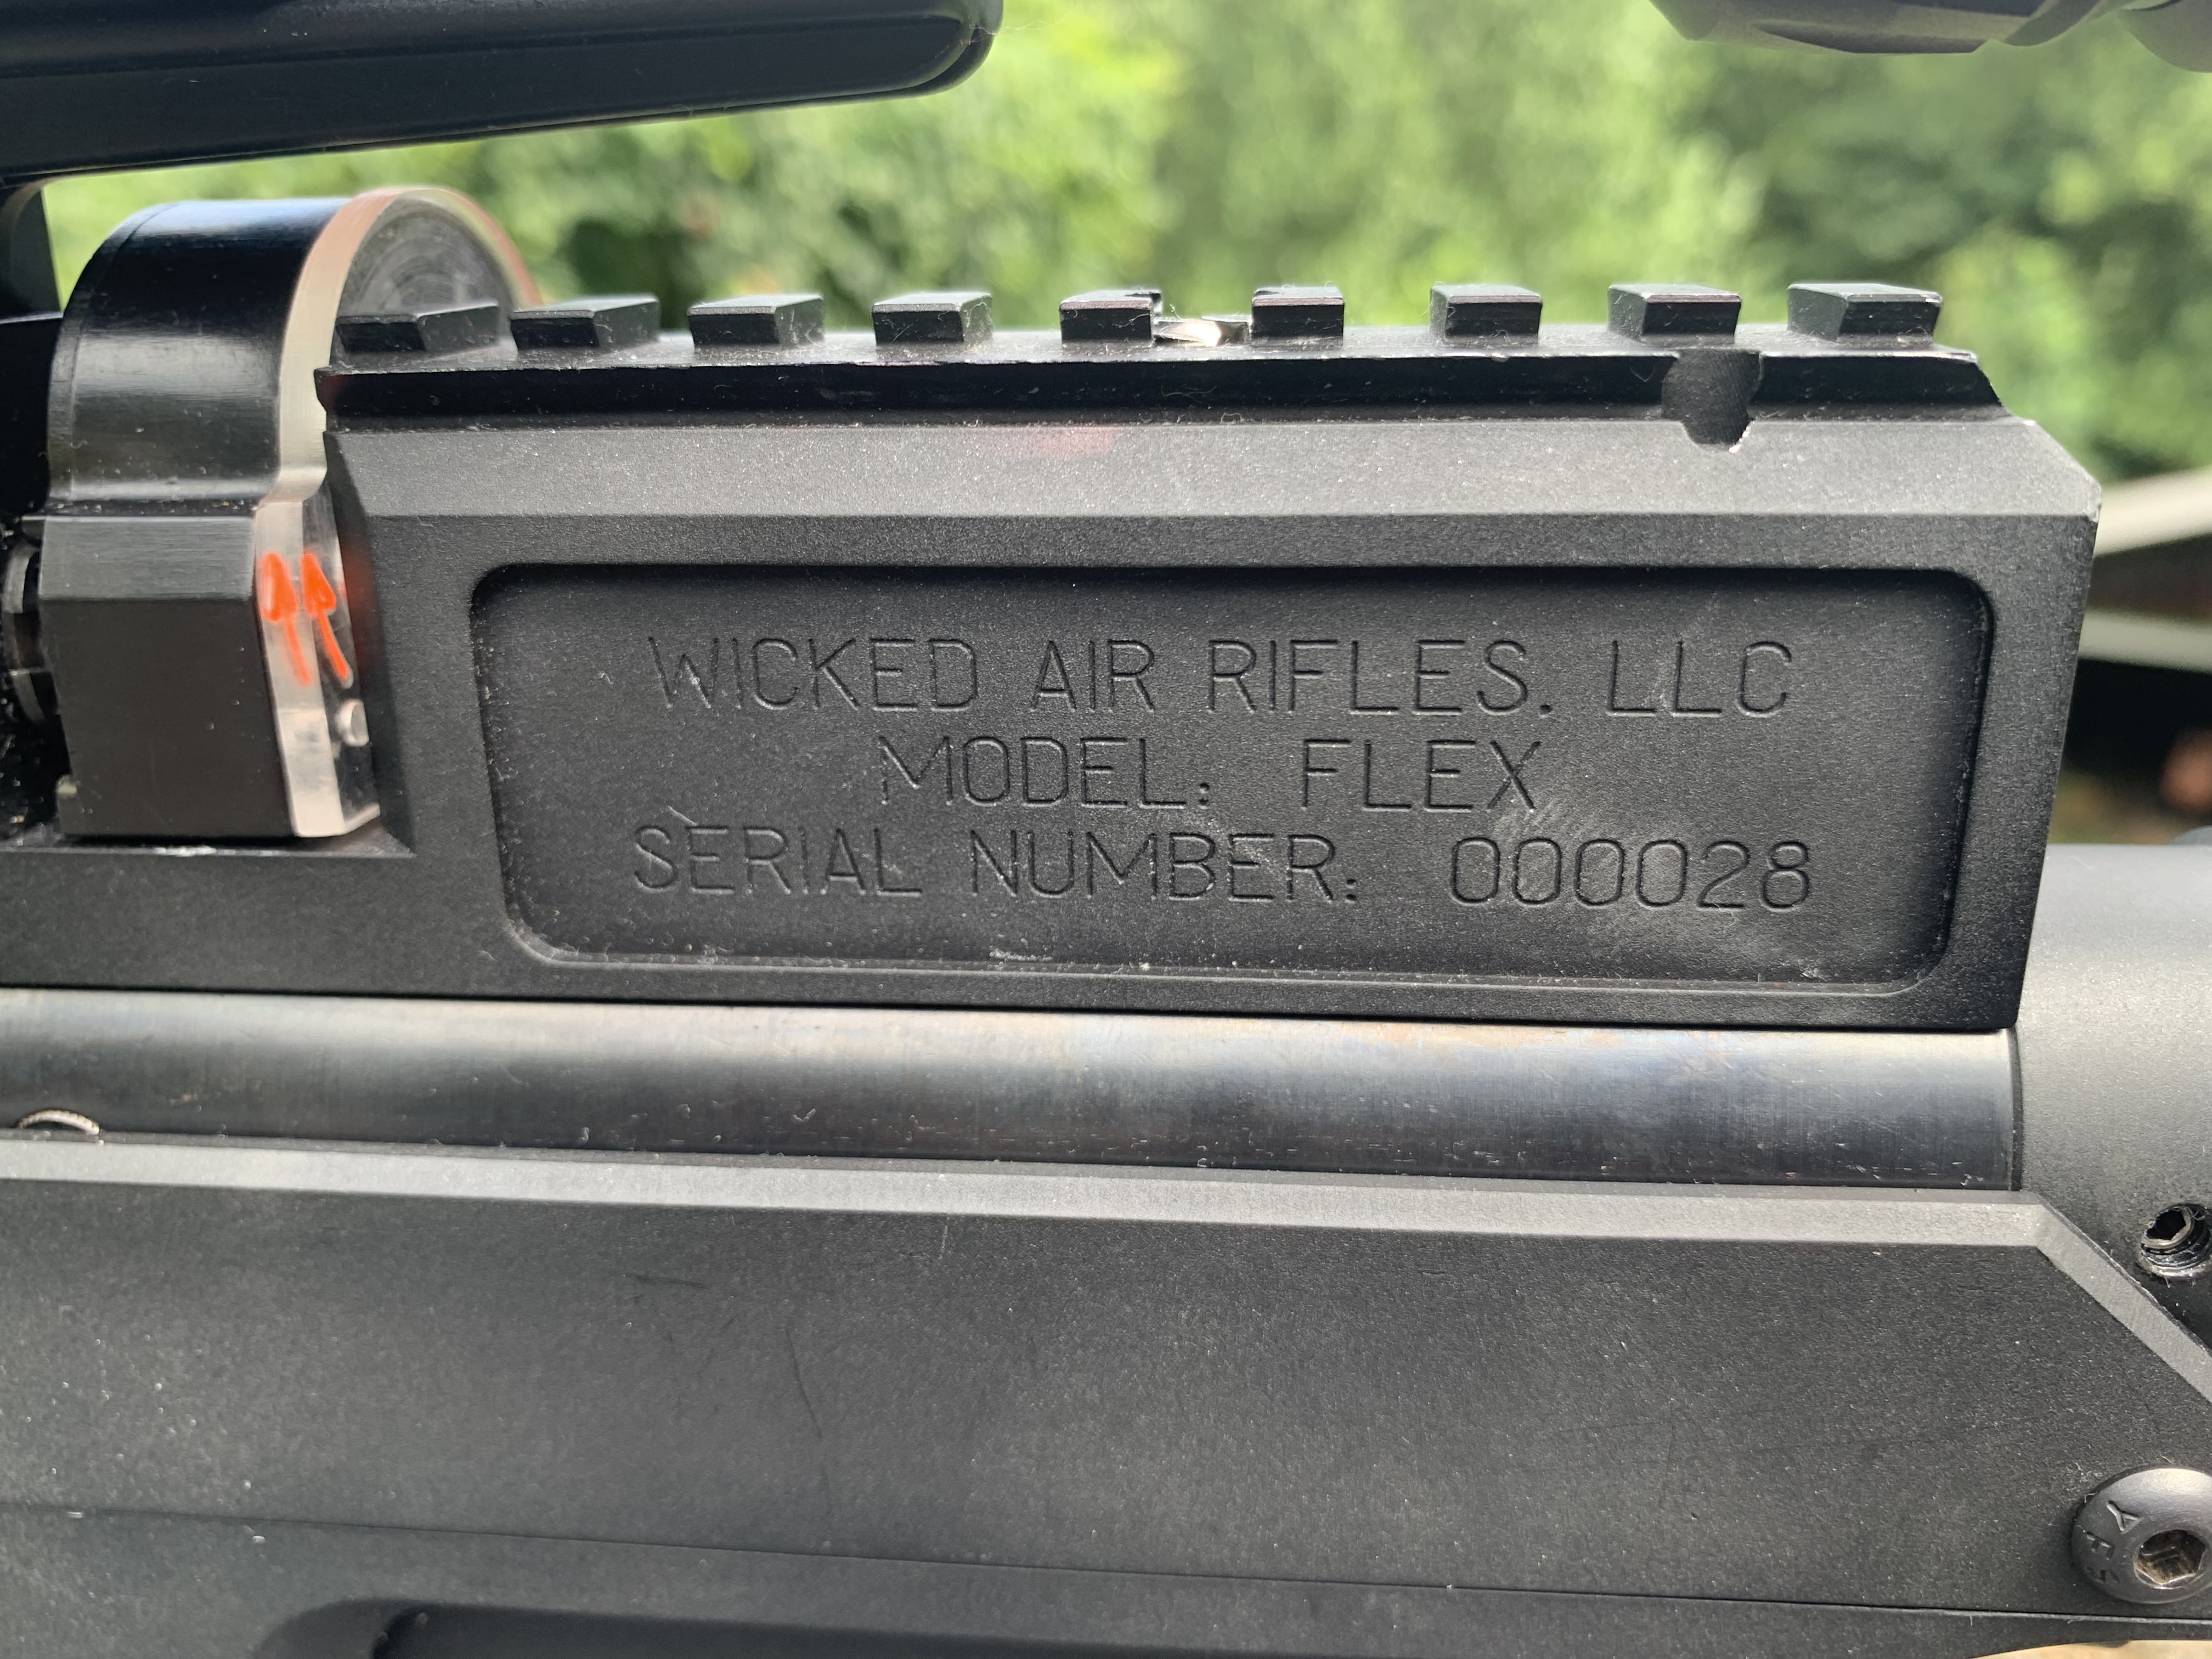 WICKED AIR RIFLES. LLC
MODEL: FLEX
SERIAL NUMBER: 000028